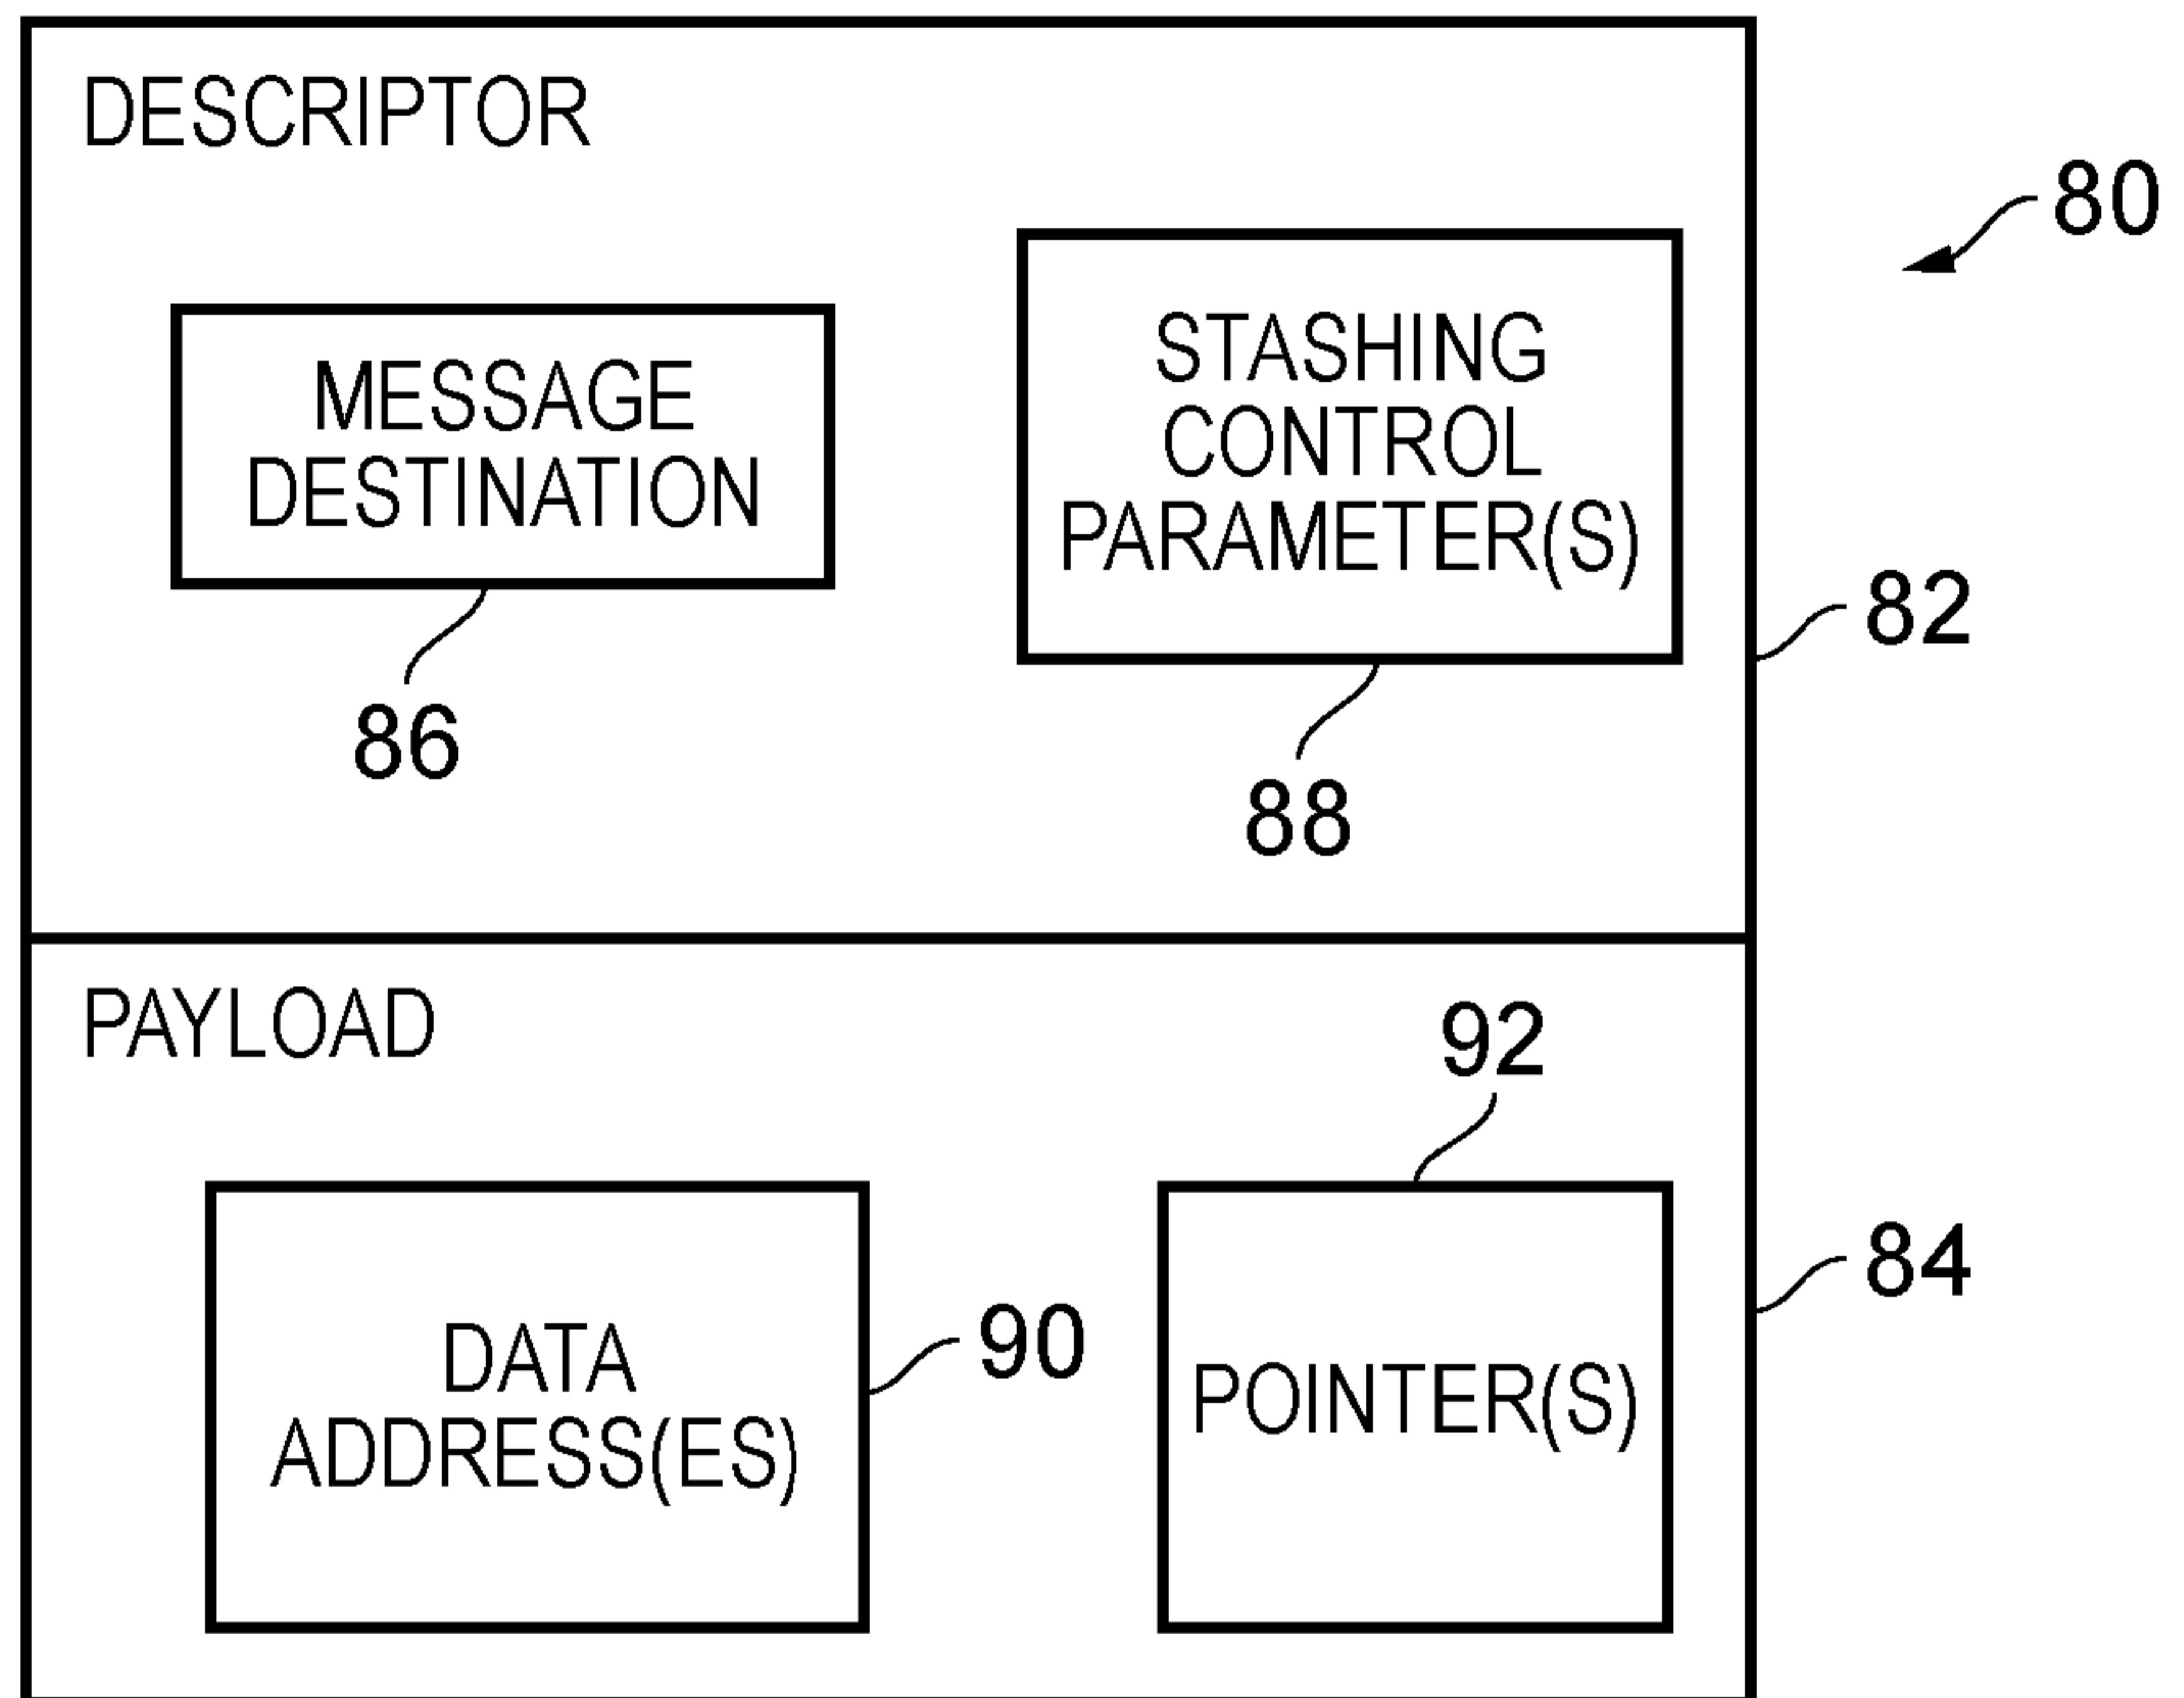 DESCRIPTOR
80
MESSAGE
DESTINATION
STASHING
CONTROL
PARAMETER(S)
82
86
88
PAYLOAD
92
84
DATA
ADDRESS(ES)
90
POINTER(S)